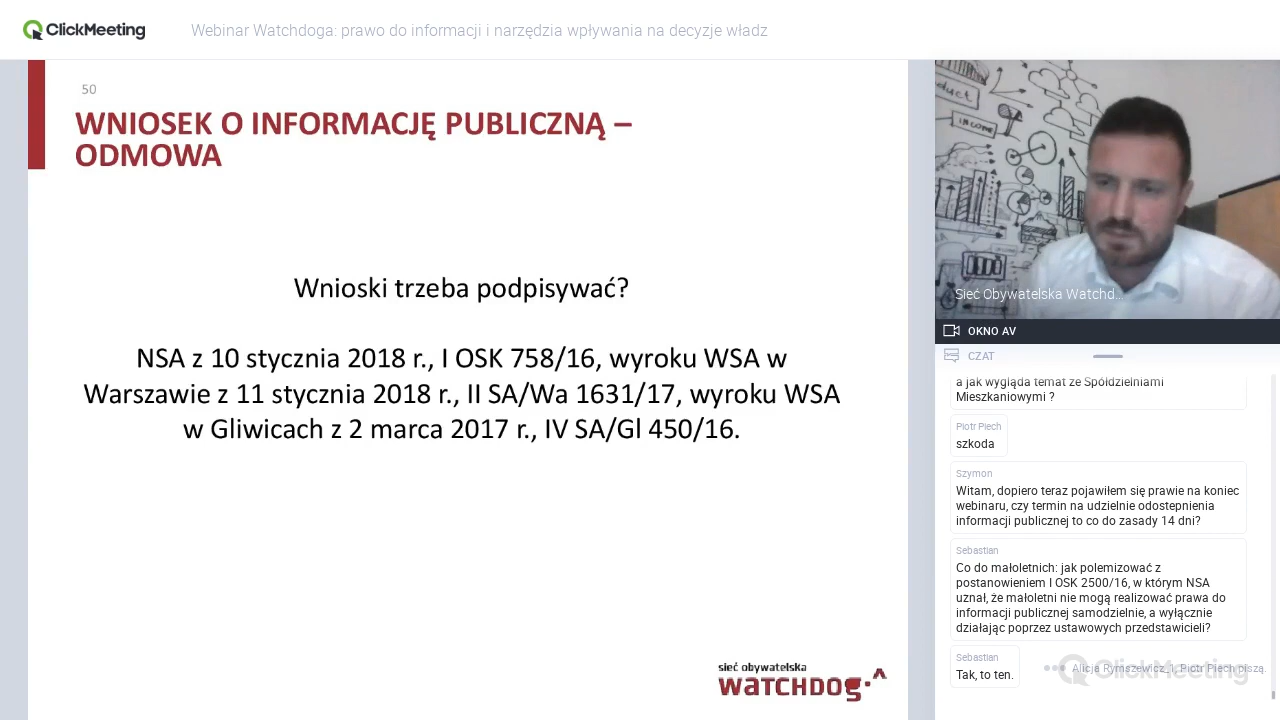 ClickMeeting
Webinar Watchdoga: prawo do informacji i narzędzia wpływania na decyzje władz
50
WNIOSEK O INFORMACJĘ PUBLICZNĄ –
ODMOWA
Wnioski trzeba podpisywać?
NSA z 10 stycznia 2018 r., I OSK 758/16, wyroku WSA w
Warszawie z 11 stycznia 2018 r., II SA/Wa 1631/17, wyroku WSA
w Gliwicach z 2 marca 2017 r., IV SA/Gl 450/16.
sieć obywatelska
WATCHDOG
INCOME
Sieć Obywatelska Watchd...
OKNO AV
CZAT
a jak wygląda temat ze Spółdzielniami
Mieszkaniowymi ?
Piotr Piech
szkoda
Szymon
Witam, dopiero teraz pojawiłem się prawie na koniec
webinaru, czy termin na udzielnie odostepnienia
informacji publicznej to co do zasady 14 dni?
Sebastian
Co do małoletnich: jak polemizować z
postanowieniem I OSK 2500/16, w którym NSA
uznał, że małoletni nie mogą realizować prawa do
informacji publicznej samodzielnie, a wyłącznie
działając poprzez ustawowych przedstawicieli?
Sebastian
Tak, to ten.
Alicja Rymszewicz_1, Piotr Piech piszą.
ClickMeeting